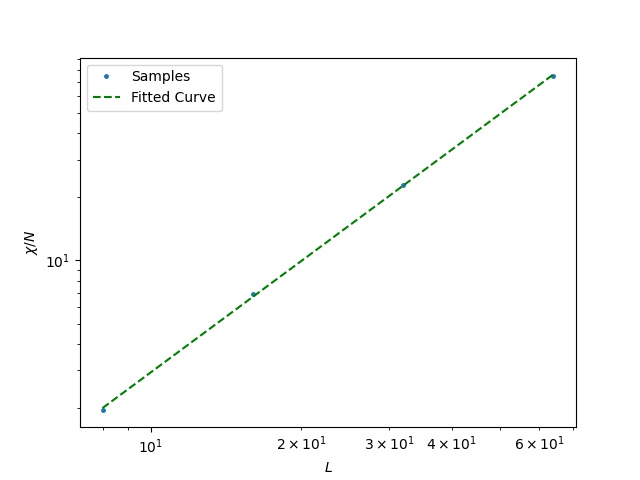 Samples
Fitted Curve
χ/N
10¹
10¹
2 × 10¹
3 × 10¹
4 × 10¹
6 × 10¹
L